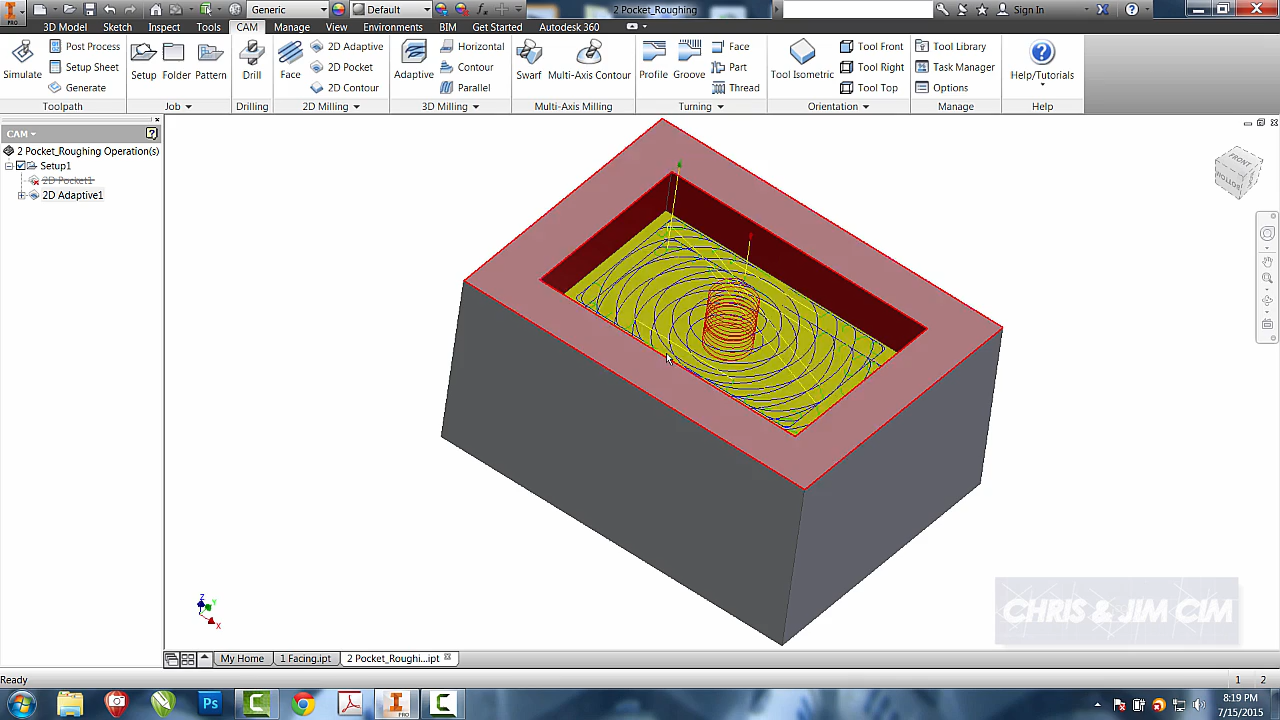 Generic
Default
2 Pocket_Roughing
Sign In
PRO
3D Model Sketch Inspect Tools CAM Manage View Environments BIM Get Started Autodesk 360
Simulate
Post Process
Setup Sheet
Generate
Toolpath
Setup
Folder
Job
Drill
Drilling
Face
2D Adaptive
2D Pocket
2D Contour
2D Milling
Adaptive
Horizontal
Contour
Parallel
3D Milling
Swarf
Multi-Axis Contour
Multi-Axis Milling
Profile
Groove
Face
Part
Thread
Turning
Tool Isometric
Tool Front
Tool Right
Tool Top
Orientation
Tool Library
Task Manager
Options
Manage
Help/Tutorials
Help
CAM
2 Pocket_Roughing Operation(s)
Setup1
2D Pocket1
2D Adaptive1
FRONT
Z
Y
X
CHRIS & JIM CIM
My Home
1 Facing.ipt
2 Pocket_Roughi...ipt
Ready
1 2
Ps
PRO
8:19 PM
7/15/2015